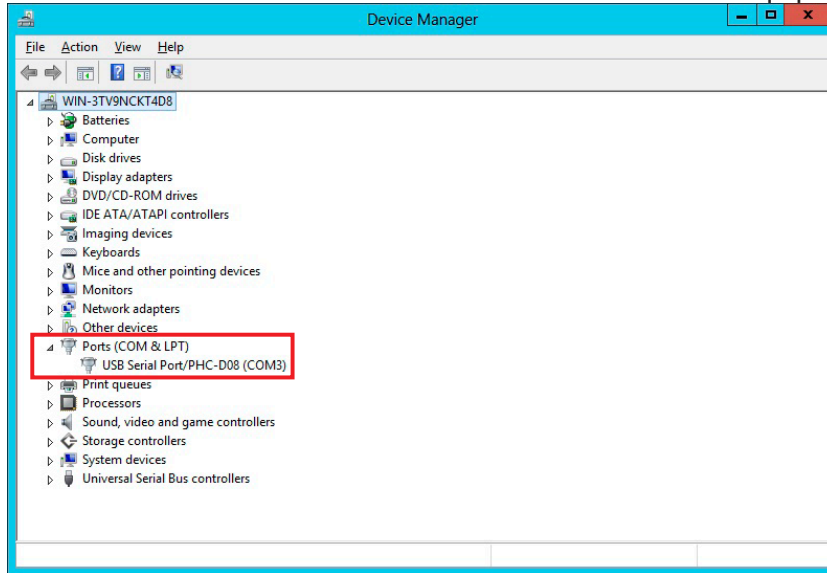 Device Manager
File Action View Help
WIN-3TV9NCKT4D8
Batteries
Computer
Disk drives
Display adapters
DVD/CD-ROM drives
IDE ATA/ATAPI controllers
Imaging devices
Keyboards
Mice and other pointing devices
Monitors
Network adapters
Other devices
Ports (COM & LPT)
USB Serial Port/PHC-D08 (COM3)
Print queues
Processors
Sound, video and game controllers
Storage controllers
System devices
Universal Serial Bus controllers